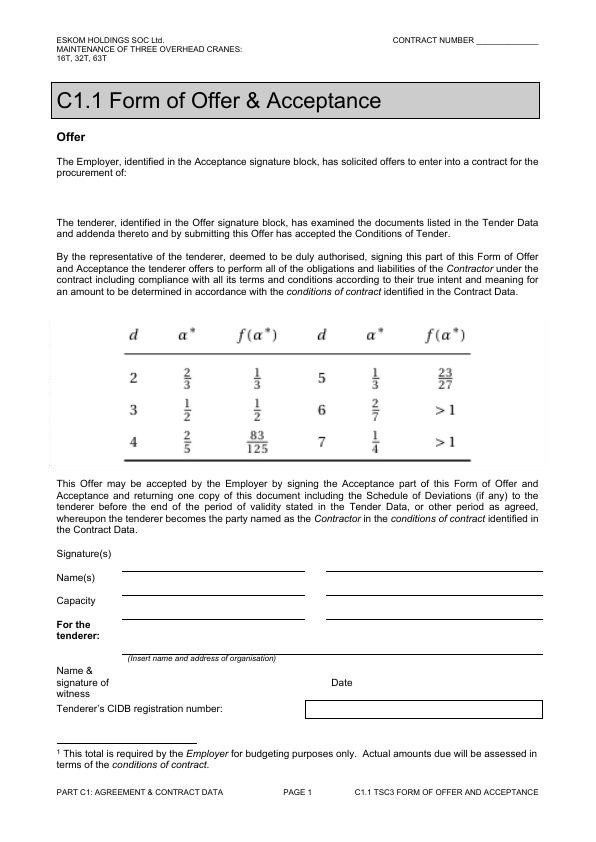 ESKOM HOLDINGS SOC Ltd. CONTRACT NUMBER _____________
MAINTENANCE OF THREE OVERHEAD CRANES:
16T, 32T, 63T
C1.1 Form of Offer & Acceptance
Offer
The Employer, identified in the Acceptance signature block, has solicited offers to enter into a contract for the
procurement of:
The tenderer, identified in the Offer signature block, has examined the documents listed in the Tender Data
and addenda thereto and by submitting this Offer has accepted the Conditions of Tender.
By the representative of the tenderer, deemed to be duly authorised, signing this part of this Form of Offer
and Acceptance the tenderer offers to perform all of the obligations and liabilities of the Contractor under the
contract including compliance with all its terms and conditions according to their true intent and meaning for
an amount to be determined in accordance with the conditions of contract identified in the Contract Data.
d α* f(α*) d α* f(α*)
2 2/3 1/3 5 1/3 23/27
3 1/2 1/2 6 2/7 > 1
4 2/5 83/125 7 1/4 > 1
This Offer may be accepted by the Employer by signing the Acceptance part of this Form of Offer and
Acceptance and returning one copy of this document including the Schedule of Deviations (if any) to the
tenderer before the end of the period of validity stated in the Tender Data, or other period as agreed,
whereupon the tenderer becomes the party named as the Contractor in the conditions of contract identified in
the Contract Data.
Signature(s)
Name(s)
Capacity
For the
tenderer:
(Insert name and address of organisation)
Name &
signature of Date
witness
Tenderer's CIDB registration number:
1 This total is required by the Employer for budgeting purposes only. Actual amounts due will be assessed in
terms of the conditions of contract.
PART C1: AGREEMENT & CONTRACT DATA PAGE 1 C1.1 TSC3 FORM OF OFFER AND ACCEPTANCE